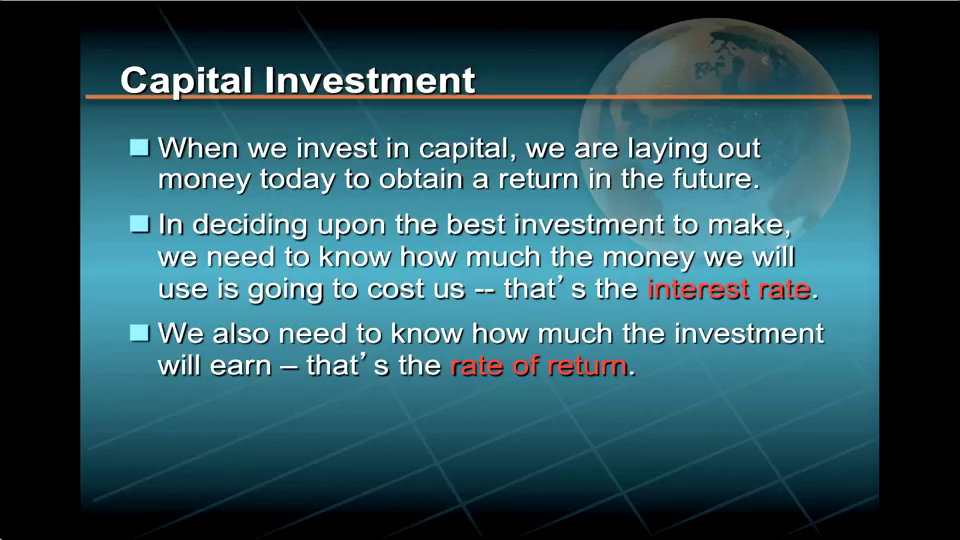 Capital Investment
When we invest in capital, we are laying out
money today to obtain a return in the future.
In deciding upon the best investment to make,
we need to know how much the money we will
use is going to cost us -- that’s the interest rate.
We also need to know how much the investment
will earn – that’s the rate of return.